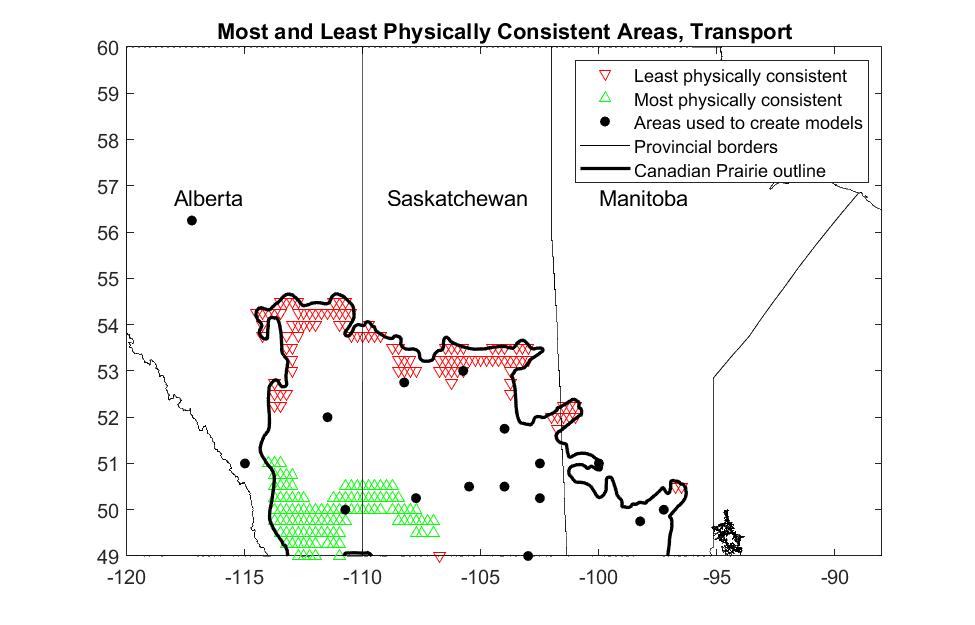 Most and Least Physically Consistent Areas, Transport
60
59
58
57
56
55
54
53
52
51
50
49
Least physically consistent
Most physically consistent
Areas used to create models
Provincial borders
Canadian Prairie outline
Alberta Saskatchewan Manitoba
-120 -115 -110 -105 -100 -95 -90